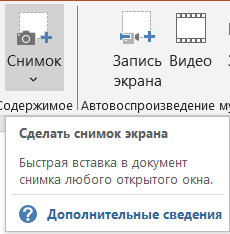 Снимок Запись Видео
экрана
Содержимое Автовоспроизведение му
Сделать снимок экрана
Быстрая вставка в документ
снимка любого открытого окна.
? Дополнительные сведения